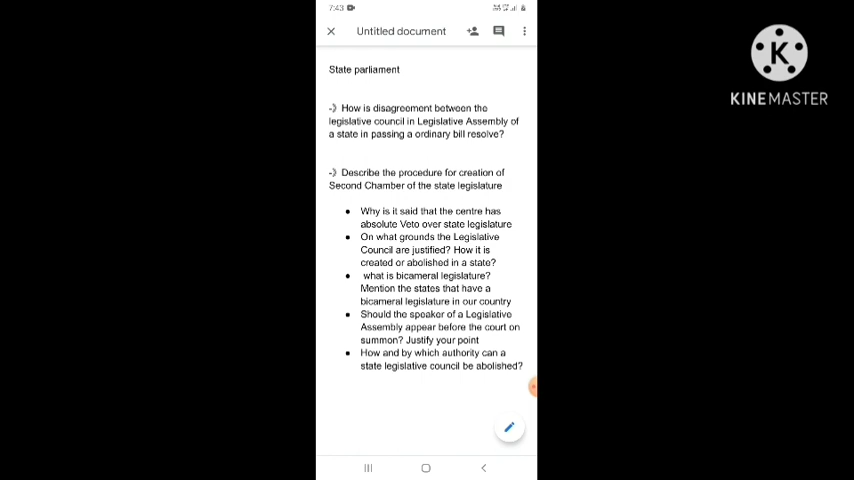 7:43
Untitled document
State parliament
-) How is disagreement between the
legislative council in Legislative Assembly of
a state in passing a ordinary bill resolve?
-) Describe the procedure for creation of
Second Chamber of the state legislature
• Why is it said that the centre has
absolute Veto over state legislature
• On what grounds the Legislative
Council are justified? How it is
created or abolished in a state?
• what is bicameral legislature?
Mention the states that have a
bicameral legislature in our country
• Should the speaker of a Legislative
Assembly appear before the court on
summon? Justify your point
• How and by which authority can a
state legislative council be abolished?
K
KINEMASTER